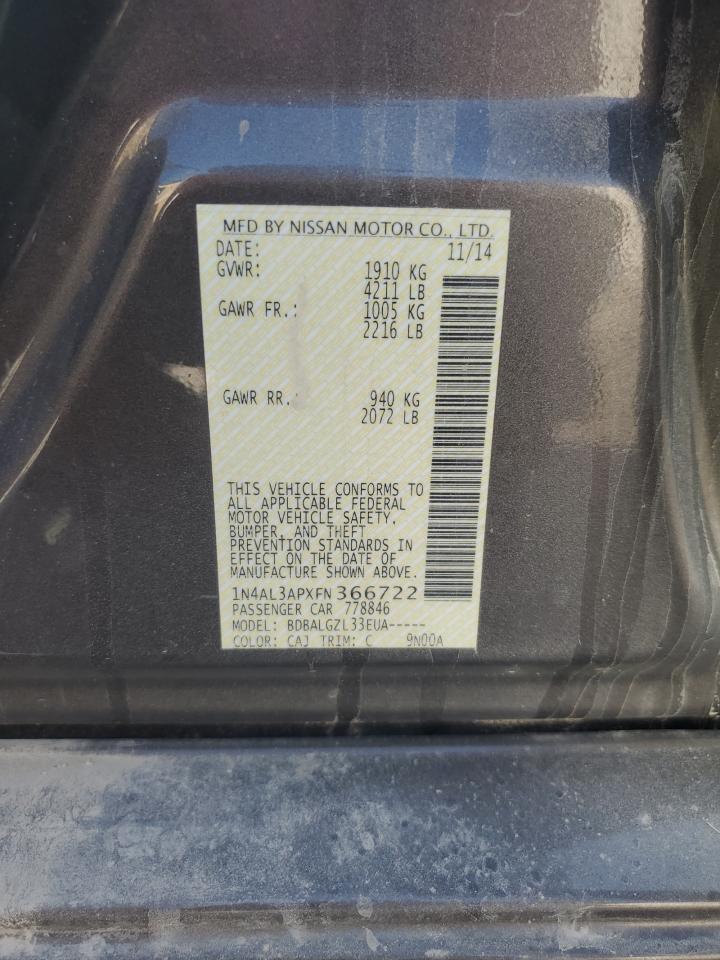 MFD BY NISSAN MOTOR CO., LTD.
DATE: 11/14
GVWR: 1910 KG
4211 LB
GAWR FR.: 1005 KG
2216 LB
GAWR RR.: 940 KG
2072 LB
THIS VEHICLE CONFORMS TO
ALL APPLICABLE FEDERAL
MOTOR VEHICLE SAFETY,
BUMPER, AND THEFT
PREVENTION STANDARDS IN
EFFECT ON THE DATE OF
MANUFACTURE SHOWN ABOVE.
1N4AL3APXFN366722
PASSENGER CAR 778846
MODEL: BDBALGZL33EUA-----
COLOR: CAJ TRIM: C 9N00A